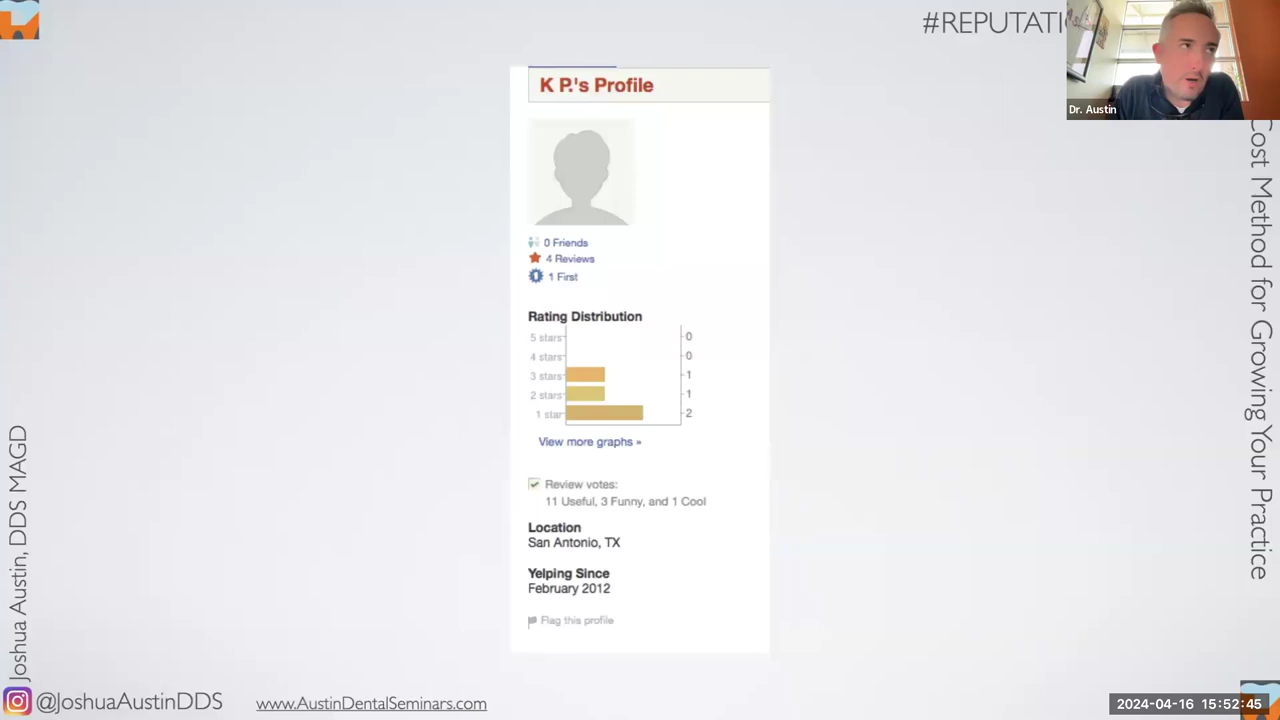 #REPUTATI
Dr. Austin
K P.'s Profile
0 Friends
4 Reviews
1 First
Rating Distribution
5 stars 0
4 stars 0
3 stars 1
2 stars 1
1 star 2
View more graphs »
Review votes:
11 Useful, 3 Funny, and 1 Cool
Location
San Antonio, TX
Yelping Since
February 2012
Flag this profile
Joshua Austin, DDS MAGD
Cost Method for Growing Your Practice
@JoshuaAustinDDS
www.AustinDentalSeminars.com
2024-04-16 15:52:45